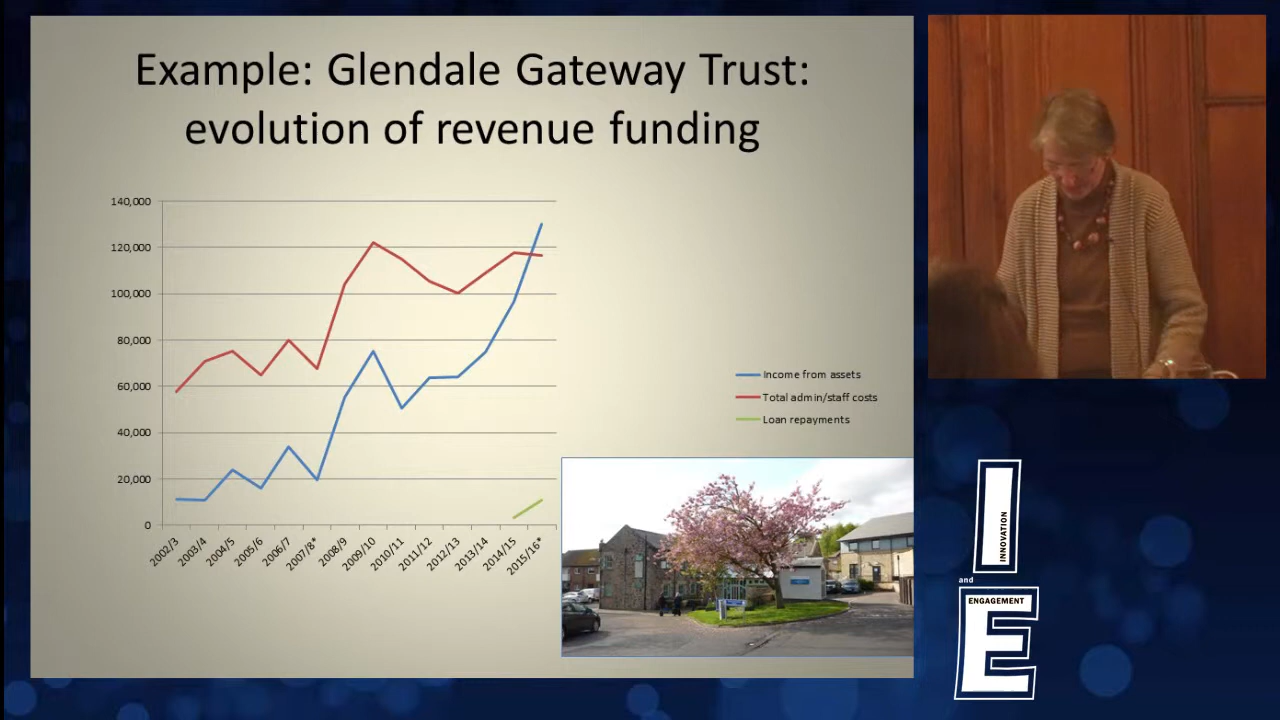 Example: Glendale Gateway Trust:
evolution of revenue funding
140,000
120,000
100,000
80,000
60,000
40,000
20,000
0
2002/3
2003/4
2004/5
2005/6
2006/7
2007/8*
2008/9
2009/10
2010/11
2011/12
2012/13
2013/14
2014/15
2015/16*
Income from assets
Total admin/staff costs
Loan repayments
I
INNOVATION
and
ENGAGEMENT
E